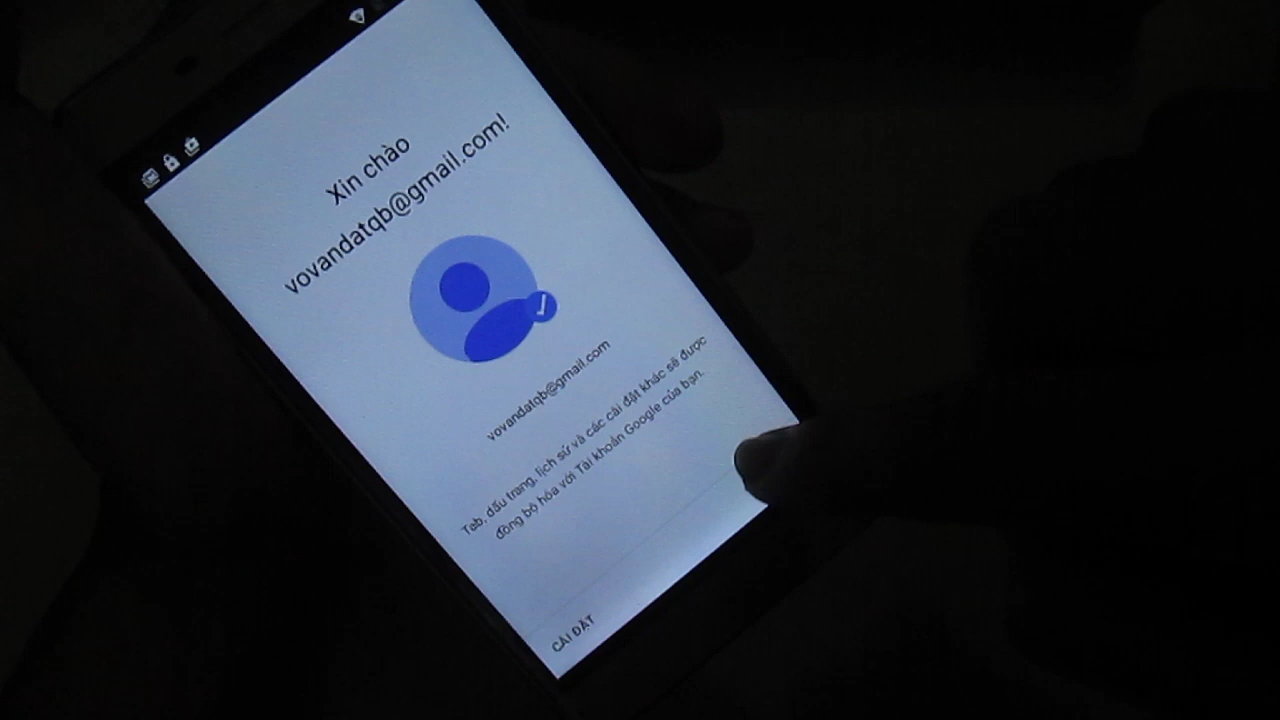 Xin chào
vovandatqb@gmail.com!
vovandatqb@gmail.com
Tab, dấu trang, lịch sử và các cài đặt khác sẽ được
đồng bộ hóa với Tài khoản Google của bạn.
CÀI ĐẶT